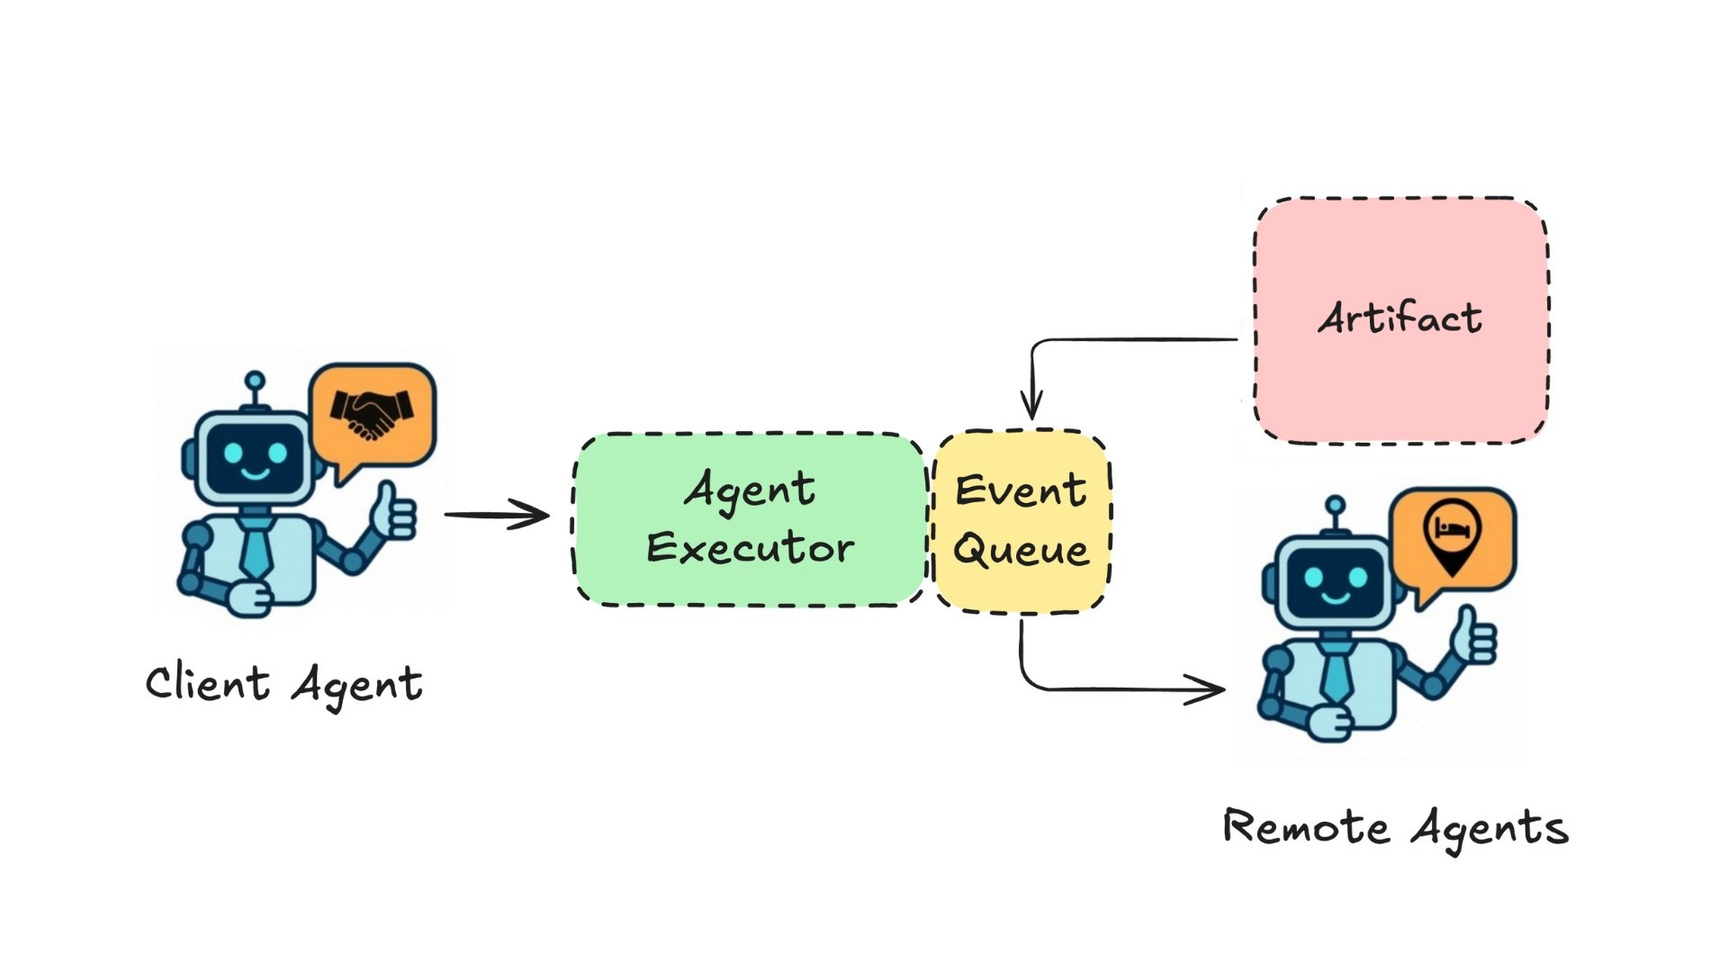 Artifact
Agent
Executor
Event
Queue
Client Agent
Remote Agents